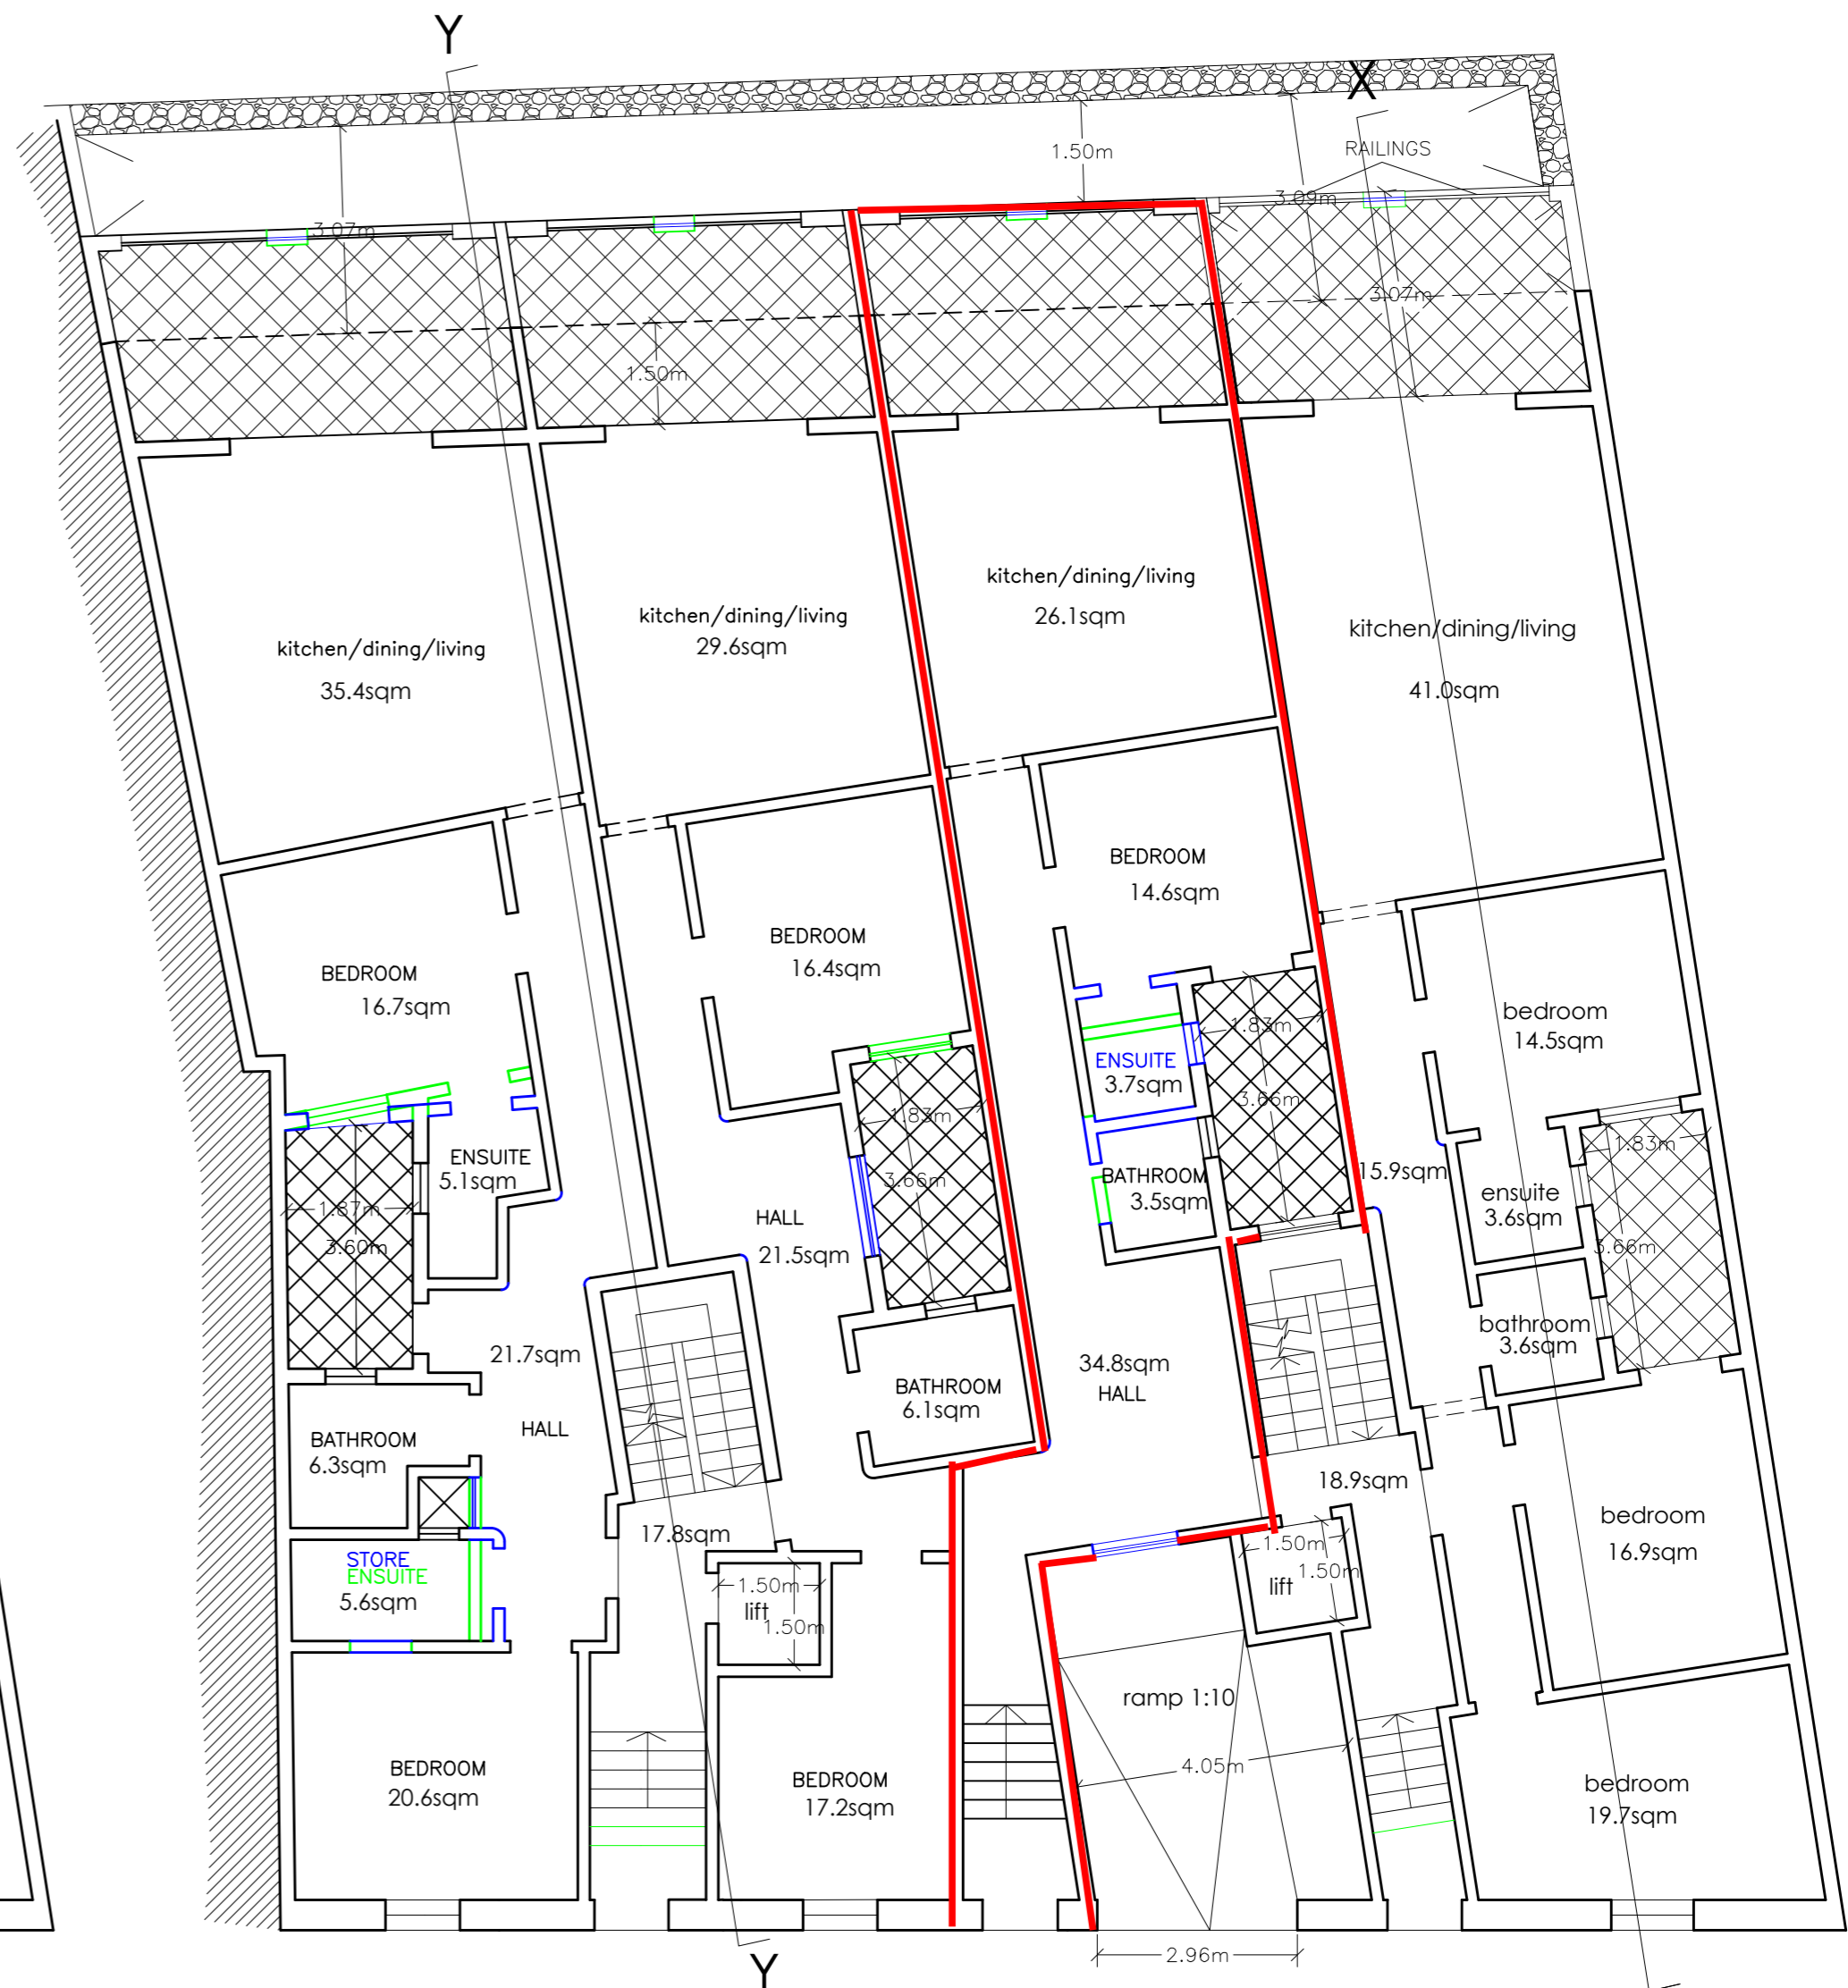 Y
X
1.50m
RAILINGS
3.09m
3.07m
3.07m
1.50m
kitchen/dining/living
26.1sqm
kitchen/dining/living
29.6sqm
kitchen/dining/living
41.0sqm
kitchen/dining/living
35.4sqm
BEDROOM
14.6sqm
BEDROOM
16.4sqm
BEDROOM
16.7sqm
bedroom
14.5sqm
1.83m
ENSUITE
3.7sqm
3.66m
1.83m
3.66m
1.83m
ENSUITE
5.1sqm
BATHROOM
3.5sqm
15.9sqm
ensuite
3.6sqm
1.87m
3.60m
HALL
21.5sqm
3.66m
bathroom
3.6sqm
21.7sqm
34.8sqm
HALL
BATHROOM
6.1sqm
HALL
BATHROOM
6.3sqm
18.9sqm
17.8sqm
bedroom
16.9sqm
STORE
ENSUITE
5.6sqm
1.50m
lift
1.50m
1.50m
lift
1.50m
ramp 1:10
4.05m
BEDROOM
20.6sqm
BEDROOM
17.2sqm
bedroom
19.7sqm
2.96m
Y